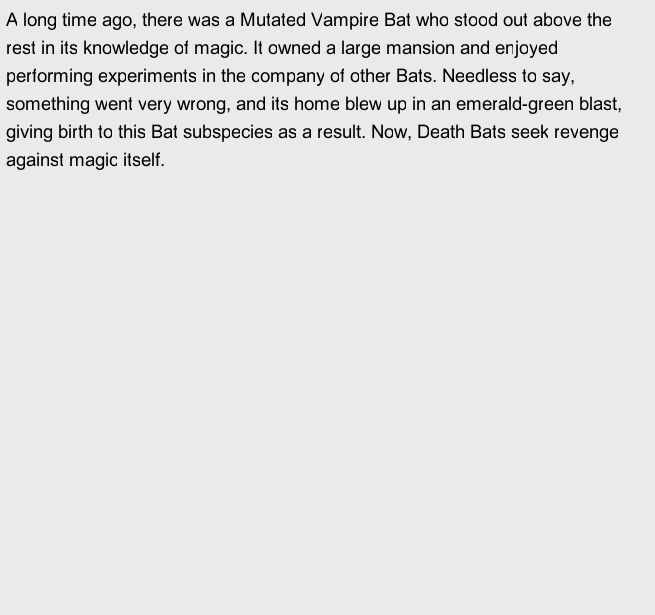 A long time ago, there was a Mutated Vampire Bat who stood out above the
rest in its knowledge of magic. It owned a large mansion and enjoyed
performing experiments in the company of other Bats. Needless to say,
something went very wrong, and its home blew up in an emerald-green blast,
giving birth to this Bat subspecies as a result. Now, Death Bats seek revenge
against magic itself.